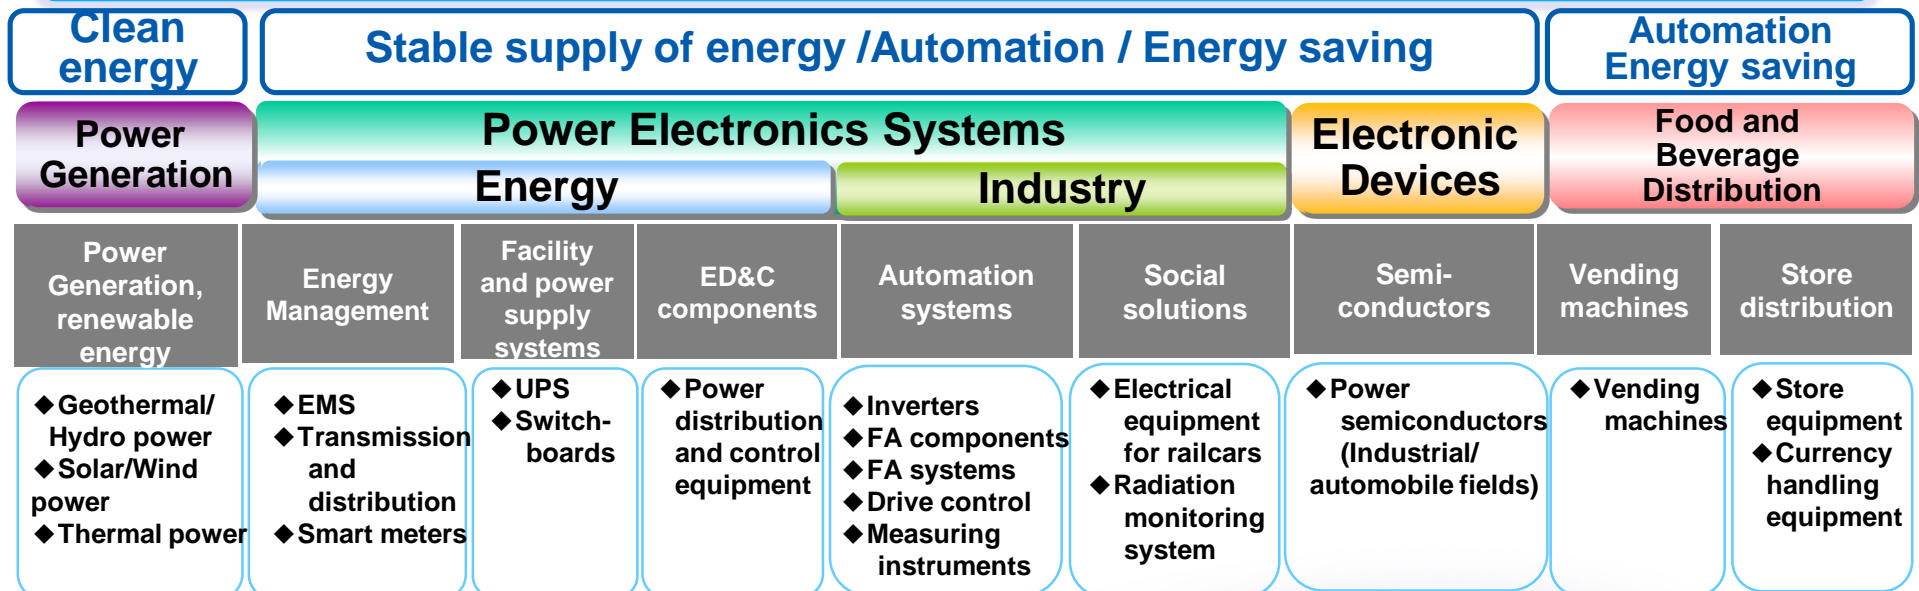 Clean
energy
Stable supply of energy /Automation / Energy saving
Automation
Energy saving
Power
Generation
Power Electronics Systems
Energy
Industry
Electronic
Devices
Food and
Beverage
Distribution
Power
Generation,
renewable
energy
Energy
Management
Facility
and power
supply
systems
ED&C
components
Automation
systems
Social
solutions
Semi-
conductors
Vending
machines
Store
distribution
◆Geothermal/
Hydro power
◆Solar/Wind
power
◆Thermal power
◆EMS
◆Transmission
and
distribution
◆Smart meters
◆UPS
◆Switch-
boards
◆Power
distribution
and control
equipment
◆Inverters
◆FA components
◆FA systems
◆Drive control
◆Measuring
instruments
◆Electrical
equipment
for railcars
◆Radiation
monitoring
system
◆Power
semiconductors
(Industrial/
automobile fields)
◆Vending
machines
◆Store
equipment
◆Currency
handling
equipment